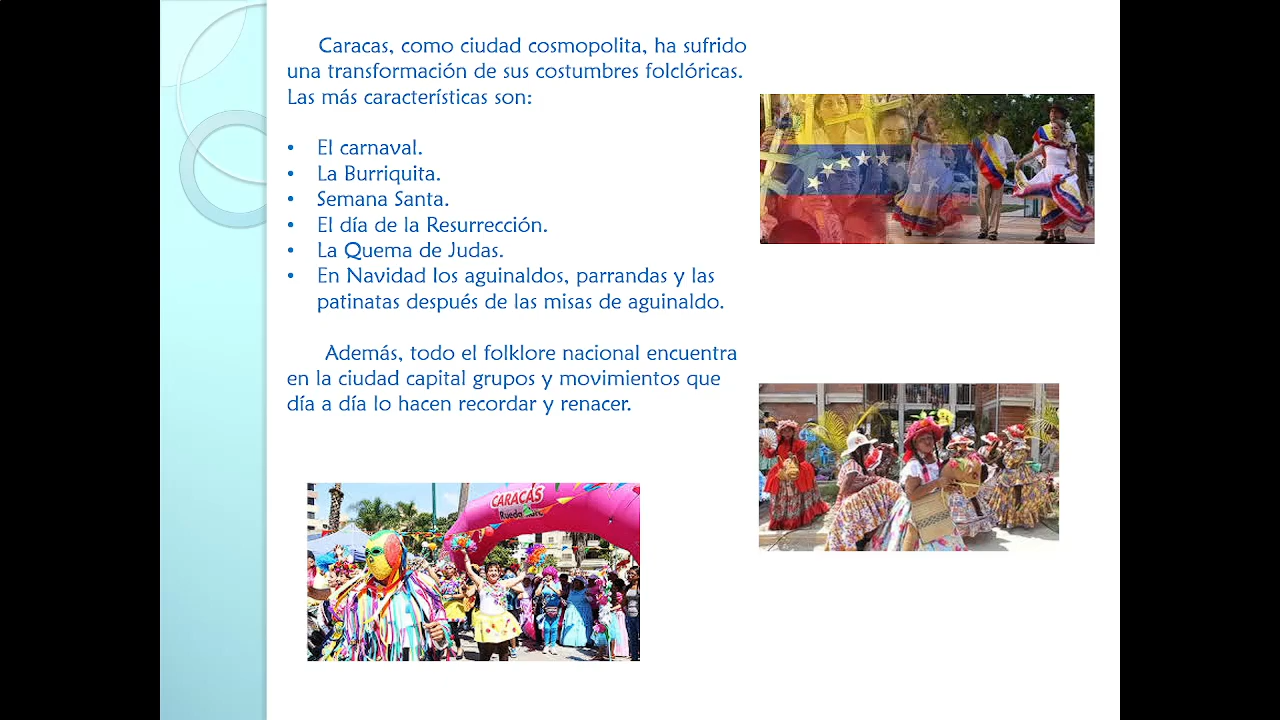 Caracas, como ciudad cosmopolita, ha sufrido
una transformación de sus costumbres folclóricas.
Las más características son:
• El carnaval.
• La Burriquita.
• Semana Santa.
• El día de la Resurrección.
• La Quema de Judas.
• En Navidad los aguinaldos, parrandas y las
patinatas después de las misas de aguinaldo.
Además, todo el folklore nacional encuentra
en la ciudad capital grupos y movimientos que
día a día lo hacen recordar y renacer.
CARACAS